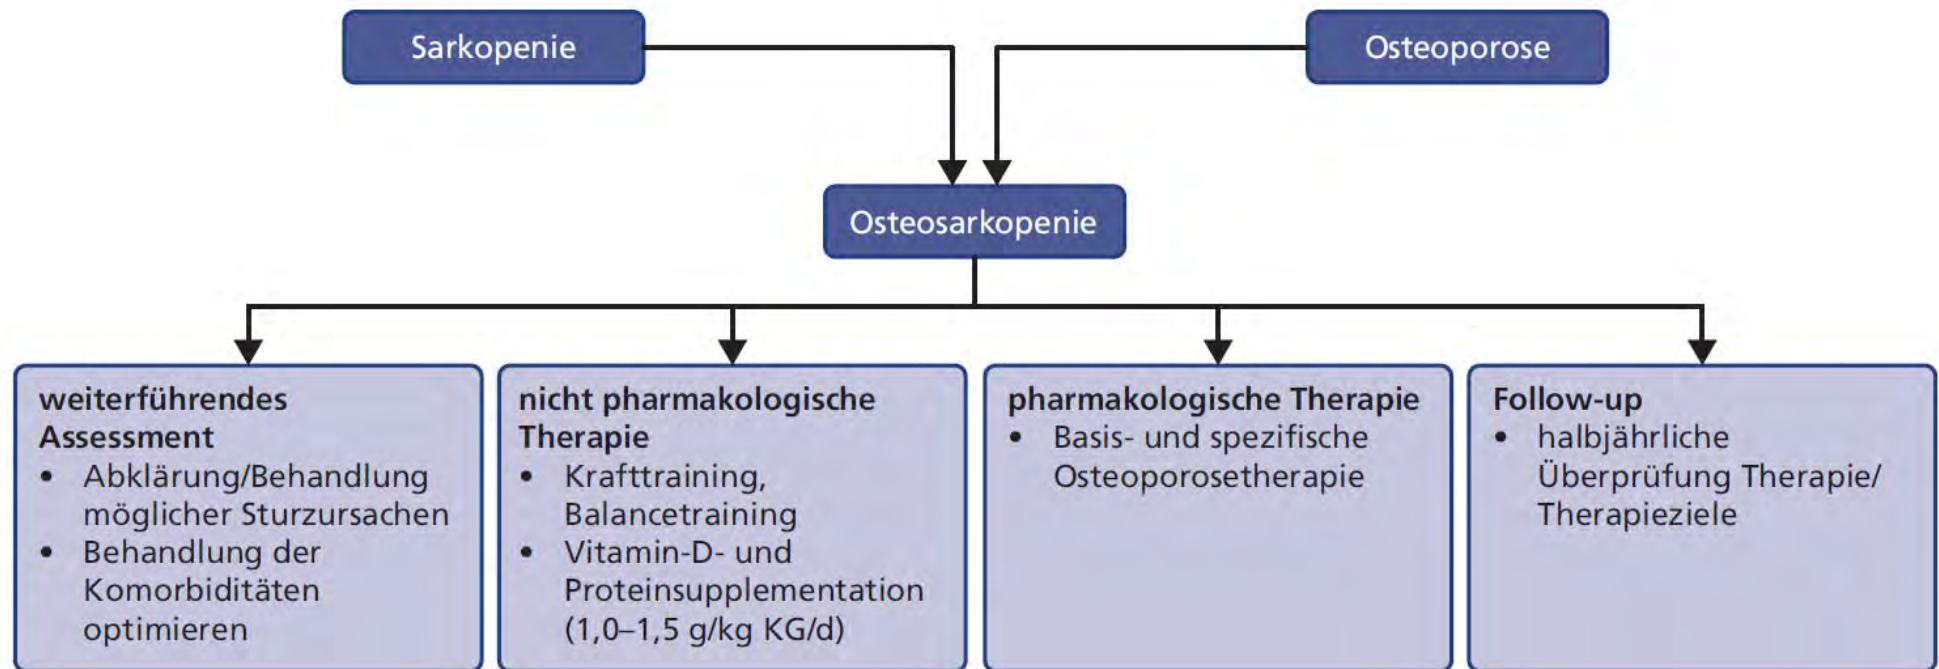 Sarkopenie
Osteoporose
Osteosarkopenie
weiterführendes
Assessment
• Abklärung/Behandlung
möglicher Sturzursachen
• Behandlung der
Komorbiditäten
optimieren
nicht pharmakologische
Therapie
• Krafttraining,
Balancetraining
• Vitamin-D- und
Proteinsupplementation
(1,0–1,5 g/kg KG/d)
pharmakologische Therapie
• Basis- und spezifische
Osteoporosetherapie
Follow-up
• halbjährliche
Überprüfung Therapie/
Therapieziele